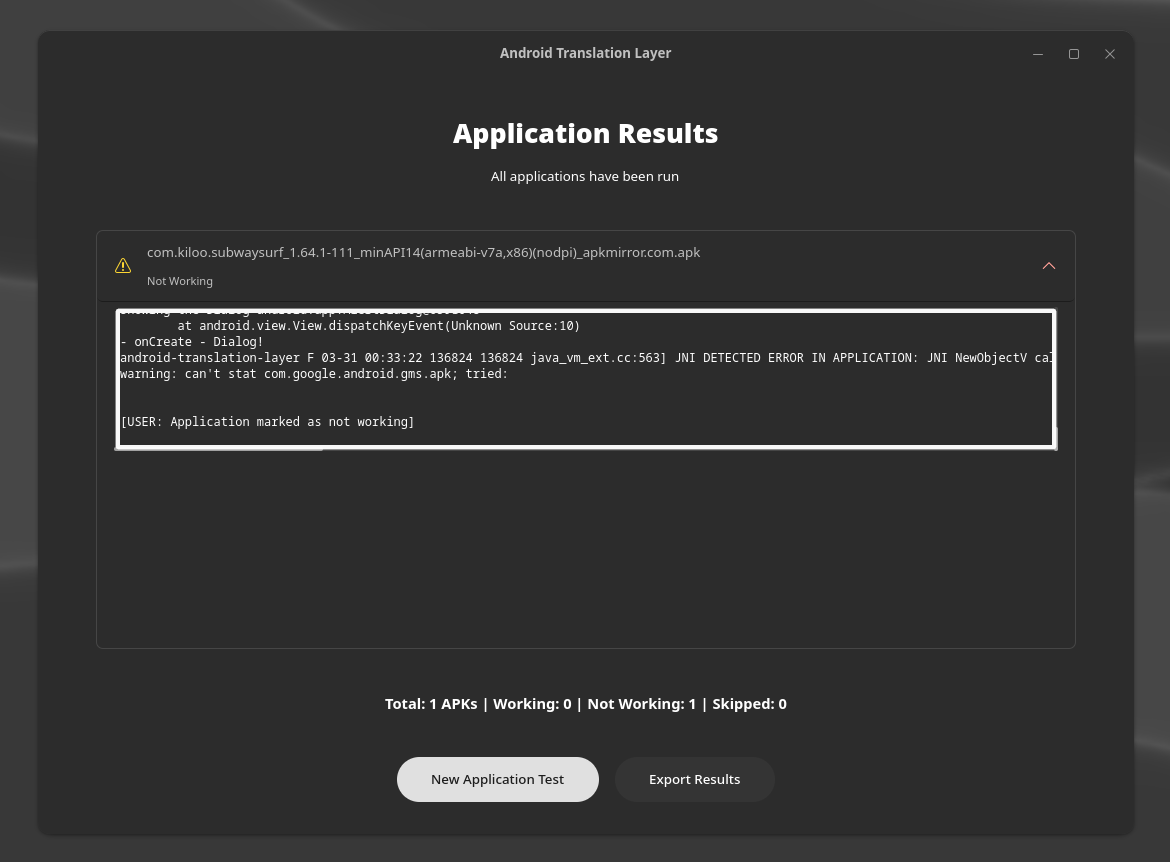 Android Translation Layer
Application Results
All applications have been run
com.kiloo.subwaysurf_1.64.1-111_minAPI14(armeabi-v7a,x86)(nodpi)_apkmirror.com.apk
Not Working
at android.view.View.dispatchKeyEvent(Unknown Source:10)
- onCreate - Dialog!
android-translation-layer F 03-31 00:33:22 136824 136824 java_vm_ext.cc:563] JNI DETECTED ERROR IN APPLICATION: JNI NewObjectV cal
warning: can't stat com.google.android.gms.apk; tried:
[USER: Application marked as not working]
Total: 1 APKs | Working: 0 | Not Working: 1 | Skipped: 0
New Application Test
Export Results